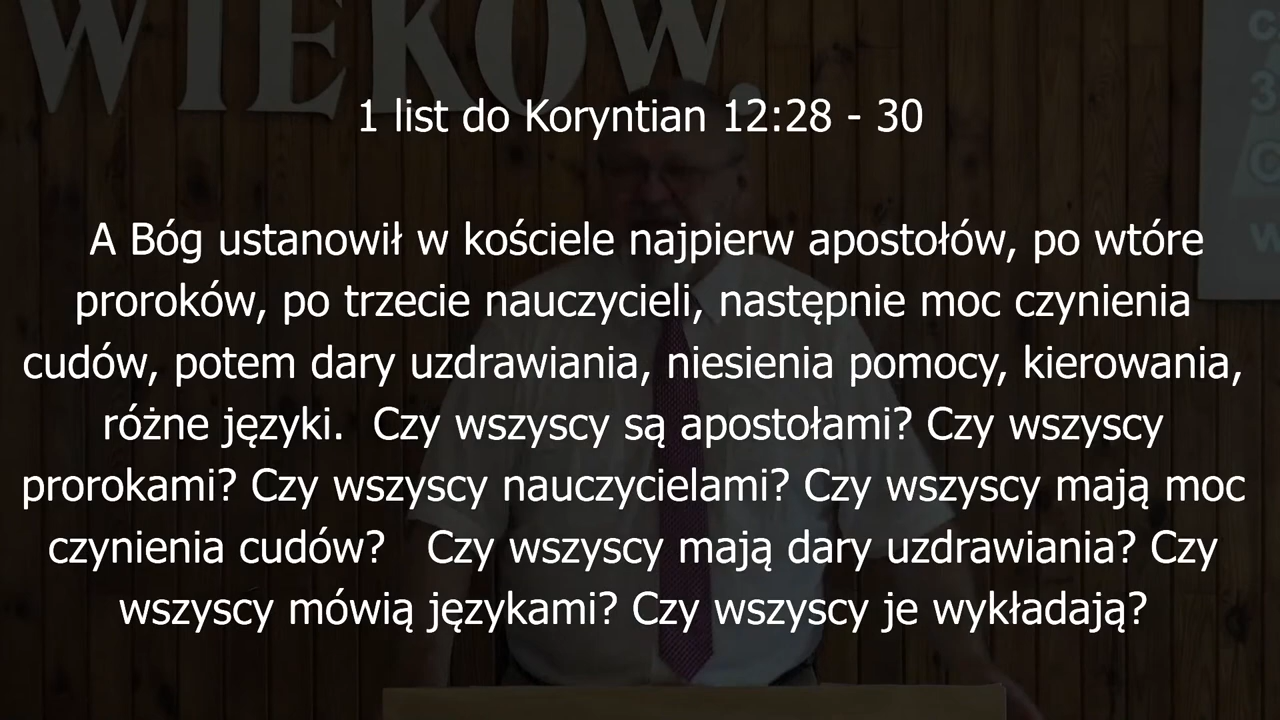 WIEKÓW.
1 list do Koryntian 12:28 - 30
A Bóg ustanowił w kościele najpierw apostołów, po wtóre
proroków, po trzecie nauczycieli, następnie moc czynienia
cudów, potem dary uzdrawiania, niesienia pomocy, kierowania,
różne języki.  Czy wszyscy są apostołami? Czy wszyscy
prorokami? Czy wszyscy nauczycielami? Czy wszyscy mają moc
czynienia cudów?   Czy wszyscy mają dary uzdrawiania? Czy
wszyscy mówią językami? Czy wszyscy je wykładają?